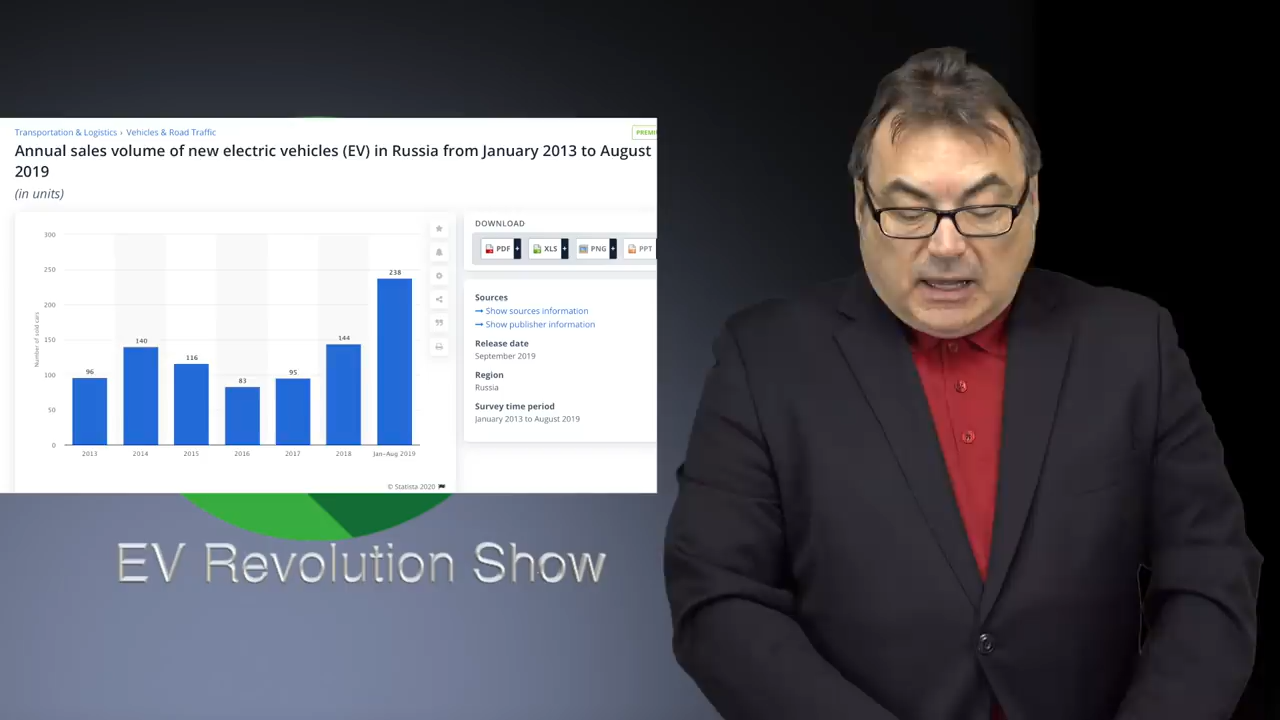 Transportation & Logistics › Vehicles & Road Traffic
PREMI
Annual sales volume of new electric vehicles (EV) in Russia from January 2013 to August
2019
(in units)
DOWNLOAD
PDF + XLS + PNG + PPT
300
250
200
150
100
50
0
Number of sold cars
96
140
116
83
95
144
238
2013 2014 2015 2016 2017 2018 Jan–Aug 2019
© Statista 2020
Sources
→ Show sources information
→ Show publisher information
Release date
September 2019
Region
Russia
Survey time period
January 2013 to August 2019
EV Revolution Show